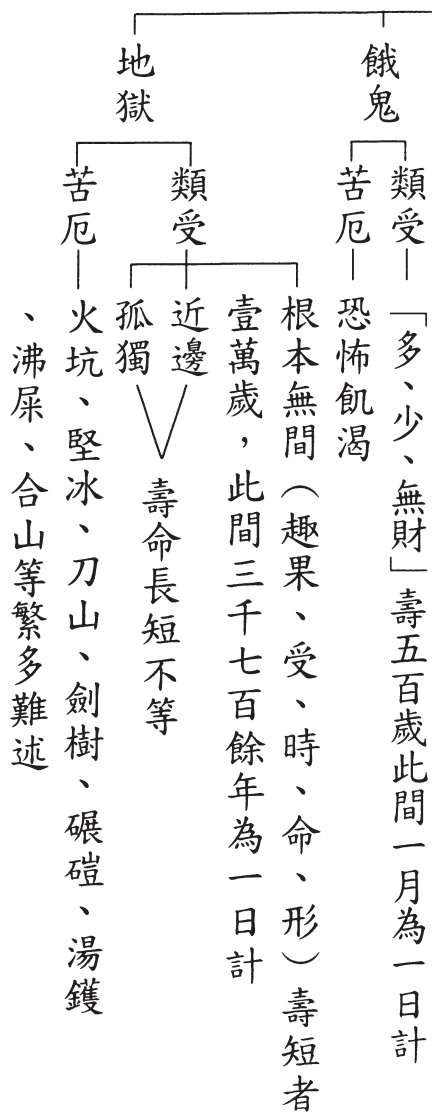 餓鬼
類受
「多、少、無財」壽五百歲此間一月為一日計
苦厄
恐怖飢渴
地獄
類受
根本無間（趣果、受、時、命、形）壽短者
壹萬歲，此間三千七百餘年為一日計
近邊
孤獨
壽命長短不等
苦厄
火坑、堅冰、刀山、劍樹、碾磑、湯鑊
、沸屎、合山等繁多難述